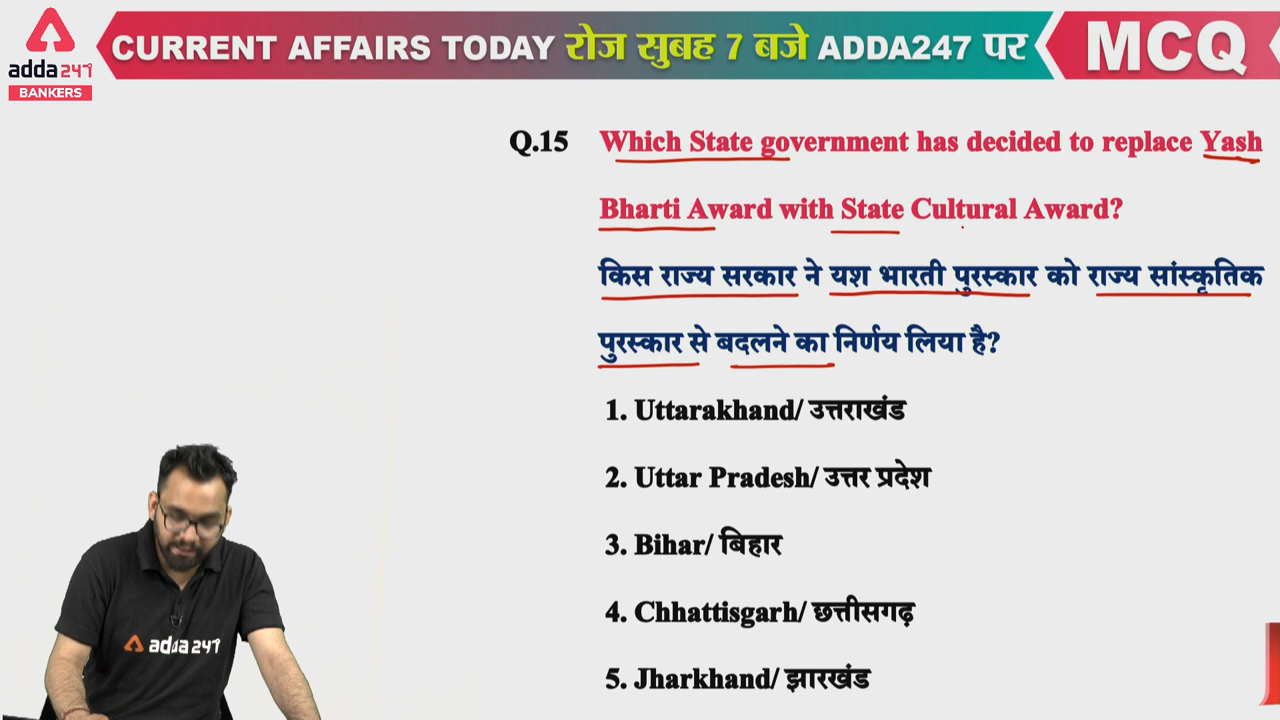 CURRENT AFFAIRS TODAY रोज सुबह 7 बजे ADDA247 पर
MCQ
adda247
BANKERS
Q.15 Which State government has decided to replace Yash
Bharti Award with State Cultural Award?
किस राज्य सरकार ने यश भारती पुरस्कार को राज्य सांस्कृतिक
पुरस्कार से बदलने का निर्णय लिया है?
1. Uttarakhand/ उत्तराखंड
2. Uttar Pradesh/ उत्तर प्रदेश
3. Bihar/ बिहार
4. Chhattisgarh/ छत्तीसगढ़
5. Jharkhand/ झारखंड
adda247